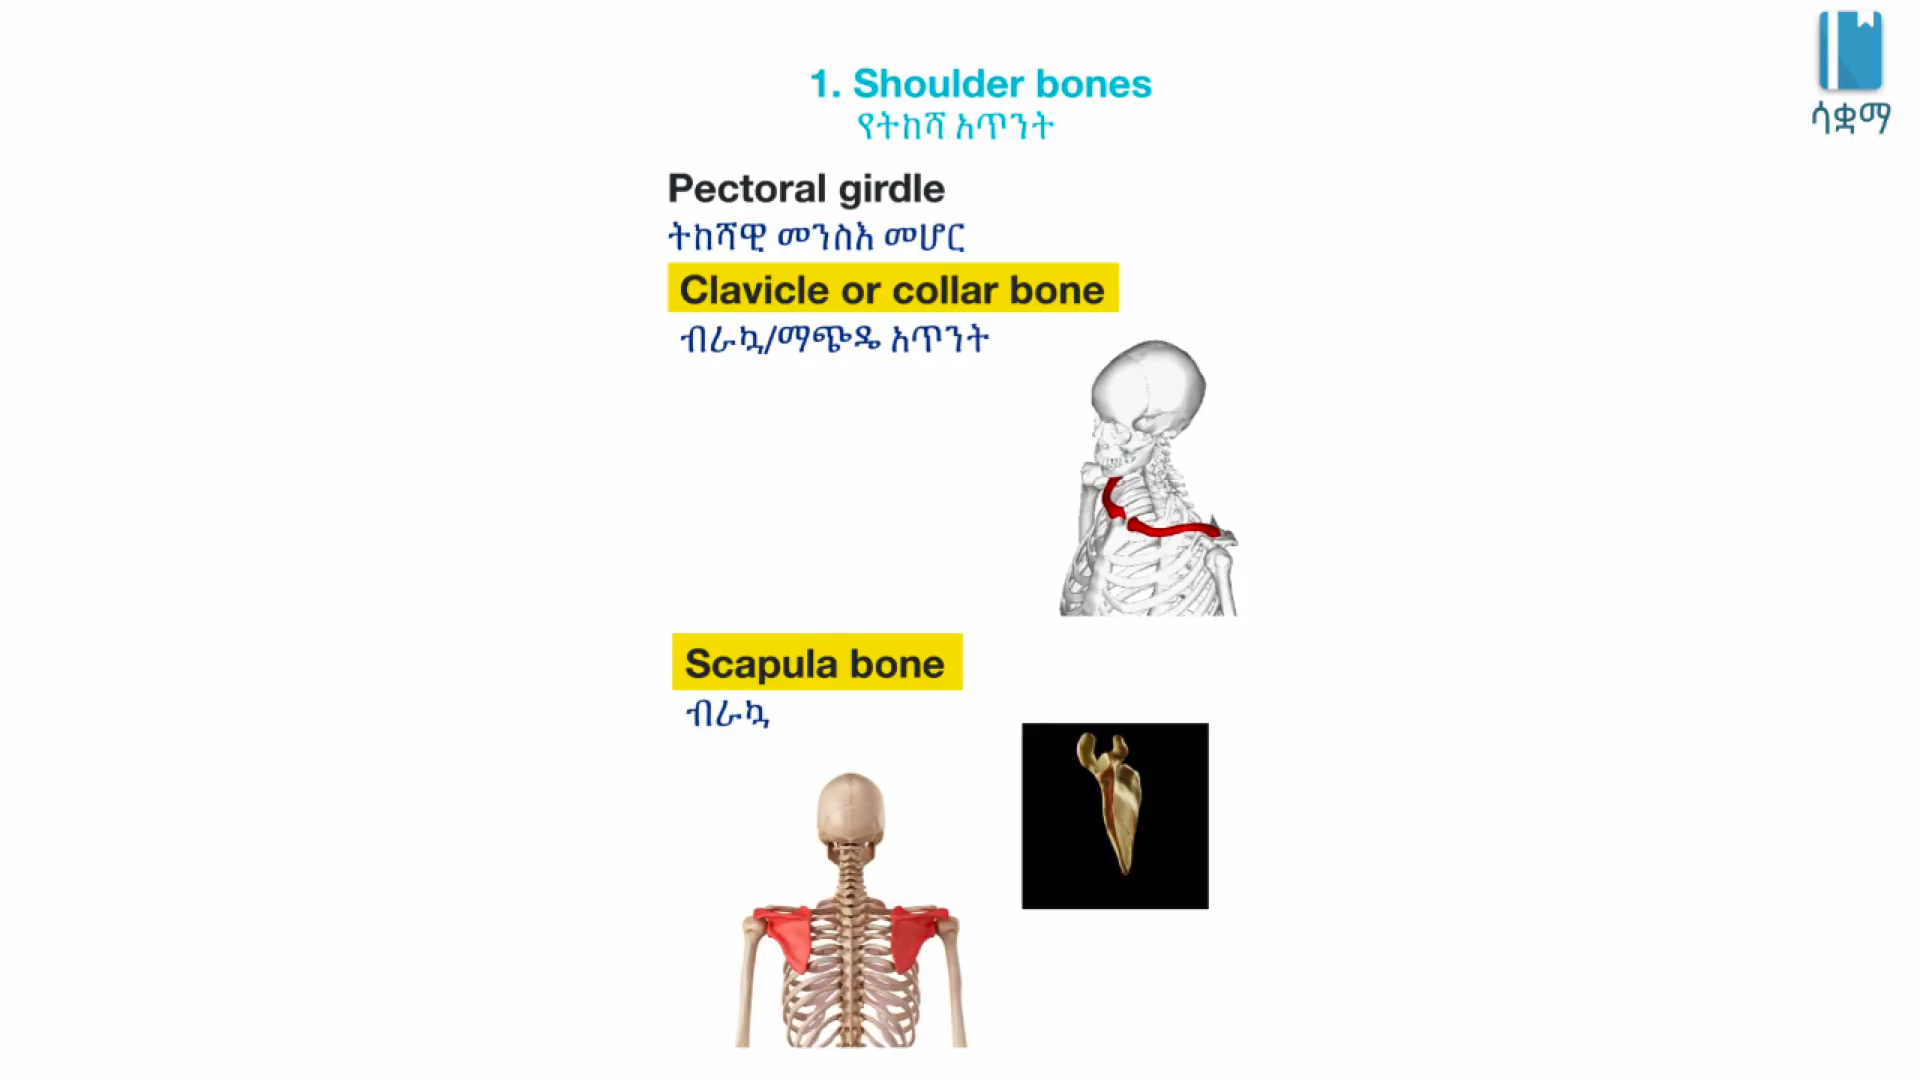 1. Shoulder bones
የትከሻ አጥንት
Pectoral girdle
ትከሻዊ መንስእ መሆር
Clavicle or collar bone
ብራኳ/ማጭዴ አጥንት
Scapula bone
ብራኳ
ሳቋማ